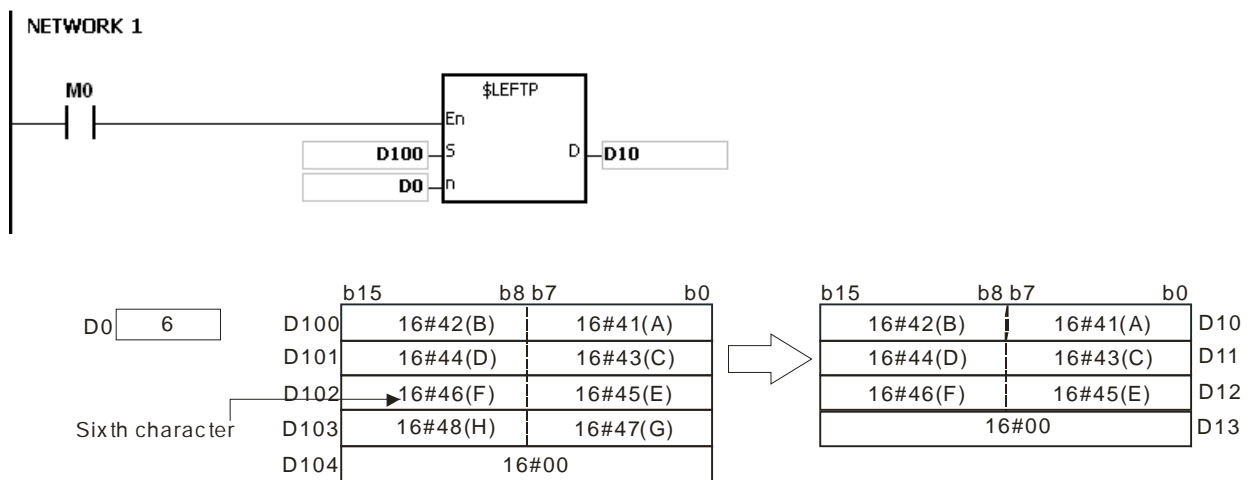 NETWORK 1
M0
$LEFTP
En
D100 S D D10
D0 n
b15 b8 b7 b0 b15 b8 b7 b0
D0 6 D100 16#42(B) 16#41(A) 16#42(B) 16#41(A) D10
D101 16#44(D) 16#43(C) 16#44(D) 16#43(C) D11
D102 16#46(F) 16#45(E) 16#46(F) 16#45(E) D12
Sixth character D103 16#48(H) 16#47(G) 16#00 D13
D104 16#00